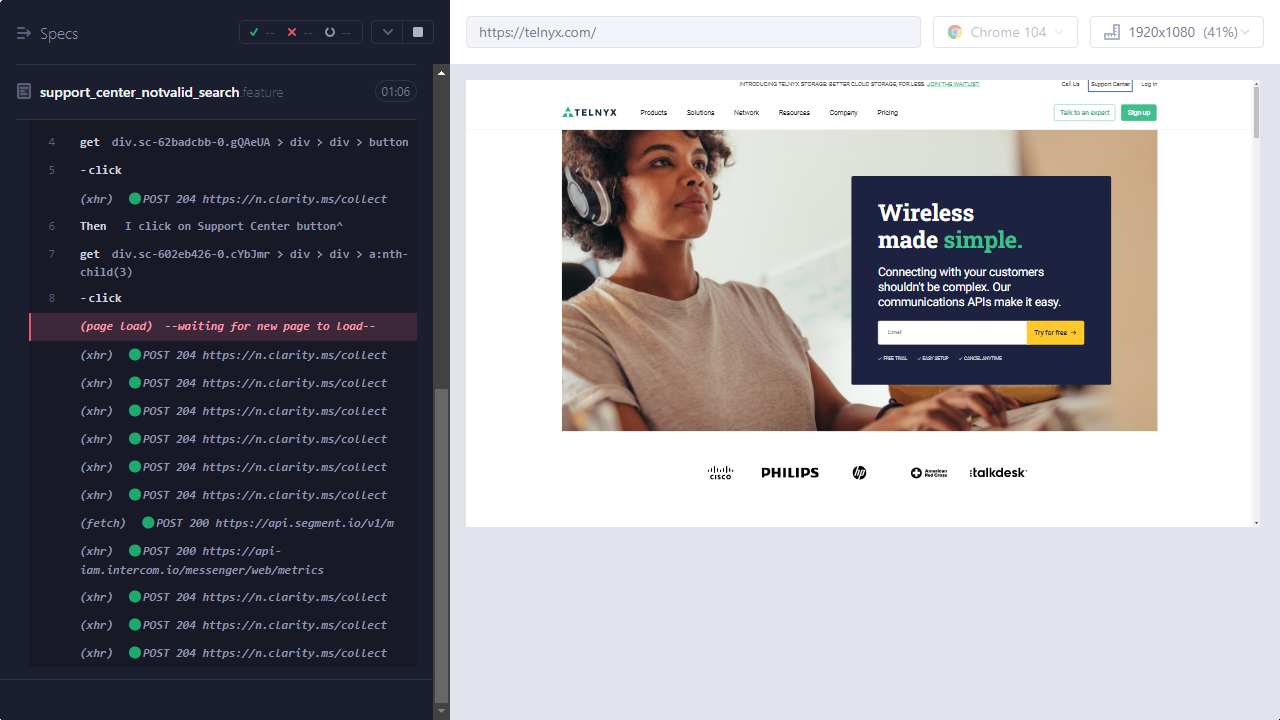 Specs
--
--
--
https://telnyx.com/
Chrome 104
1920x1080 (41%)
support_center_notvalid_search feature
01:06
4 get div.sc-62badcbb-0.gQAeUA > div > div > button
5 -click
(xhr) POST 204 https://n.clarity.ms/collect
6 Then I click on Support Center button^
7 get div.sc-602eb426-0.cYbJmr > div > div > a:nth-
child(3)
8 -click
(page load) --waiting for new page to load--
(xhr) POST 204 https://n.clarity.ms/collect
(xhr) POST 204 https://n.clarity.ms/collect
(xhr) POST 204 https://n.clarity.ms/collect
(xhr) POST 204 https://n.clarity.ms/collect
(xhr) POST 204 https://n.clarity.ms/collect
(xhr) POST 204 https://n.clarity.ms/collect
(fetch) POST 200 https://api.segment.io/v1/m
(xhr) POST 200 https://api-
iam.intercom.io/messenger/web/metrics
(xhr) POST 204 https://n.clarity.ms/collect
(xhr) POST 204 https://n.clarity.ms/collect
(xhr) POST 204 https://n.clarity.ms/collect
INTRODUCING TELNYX STORAGE: BETTER CLOUD STORAGE, FOR LESS. JOIN THE WAITLIST.
Call Us
Support Center
Log In
TELNYX
Products
Solutions
Network
Resources
Company
Pricing
Talk to an expert
Sign up
Wireless
made simple.
Connecting with your customers
shouldn't be complex. Our
communications APIs make it easy.
Email
Try for free →
✓ FREE TRIAL ✓ EASY SETUP ✓ CANCEL ANYTIME
CISCO
PHILIPS
hp
American
Red Cross
:talkdesk